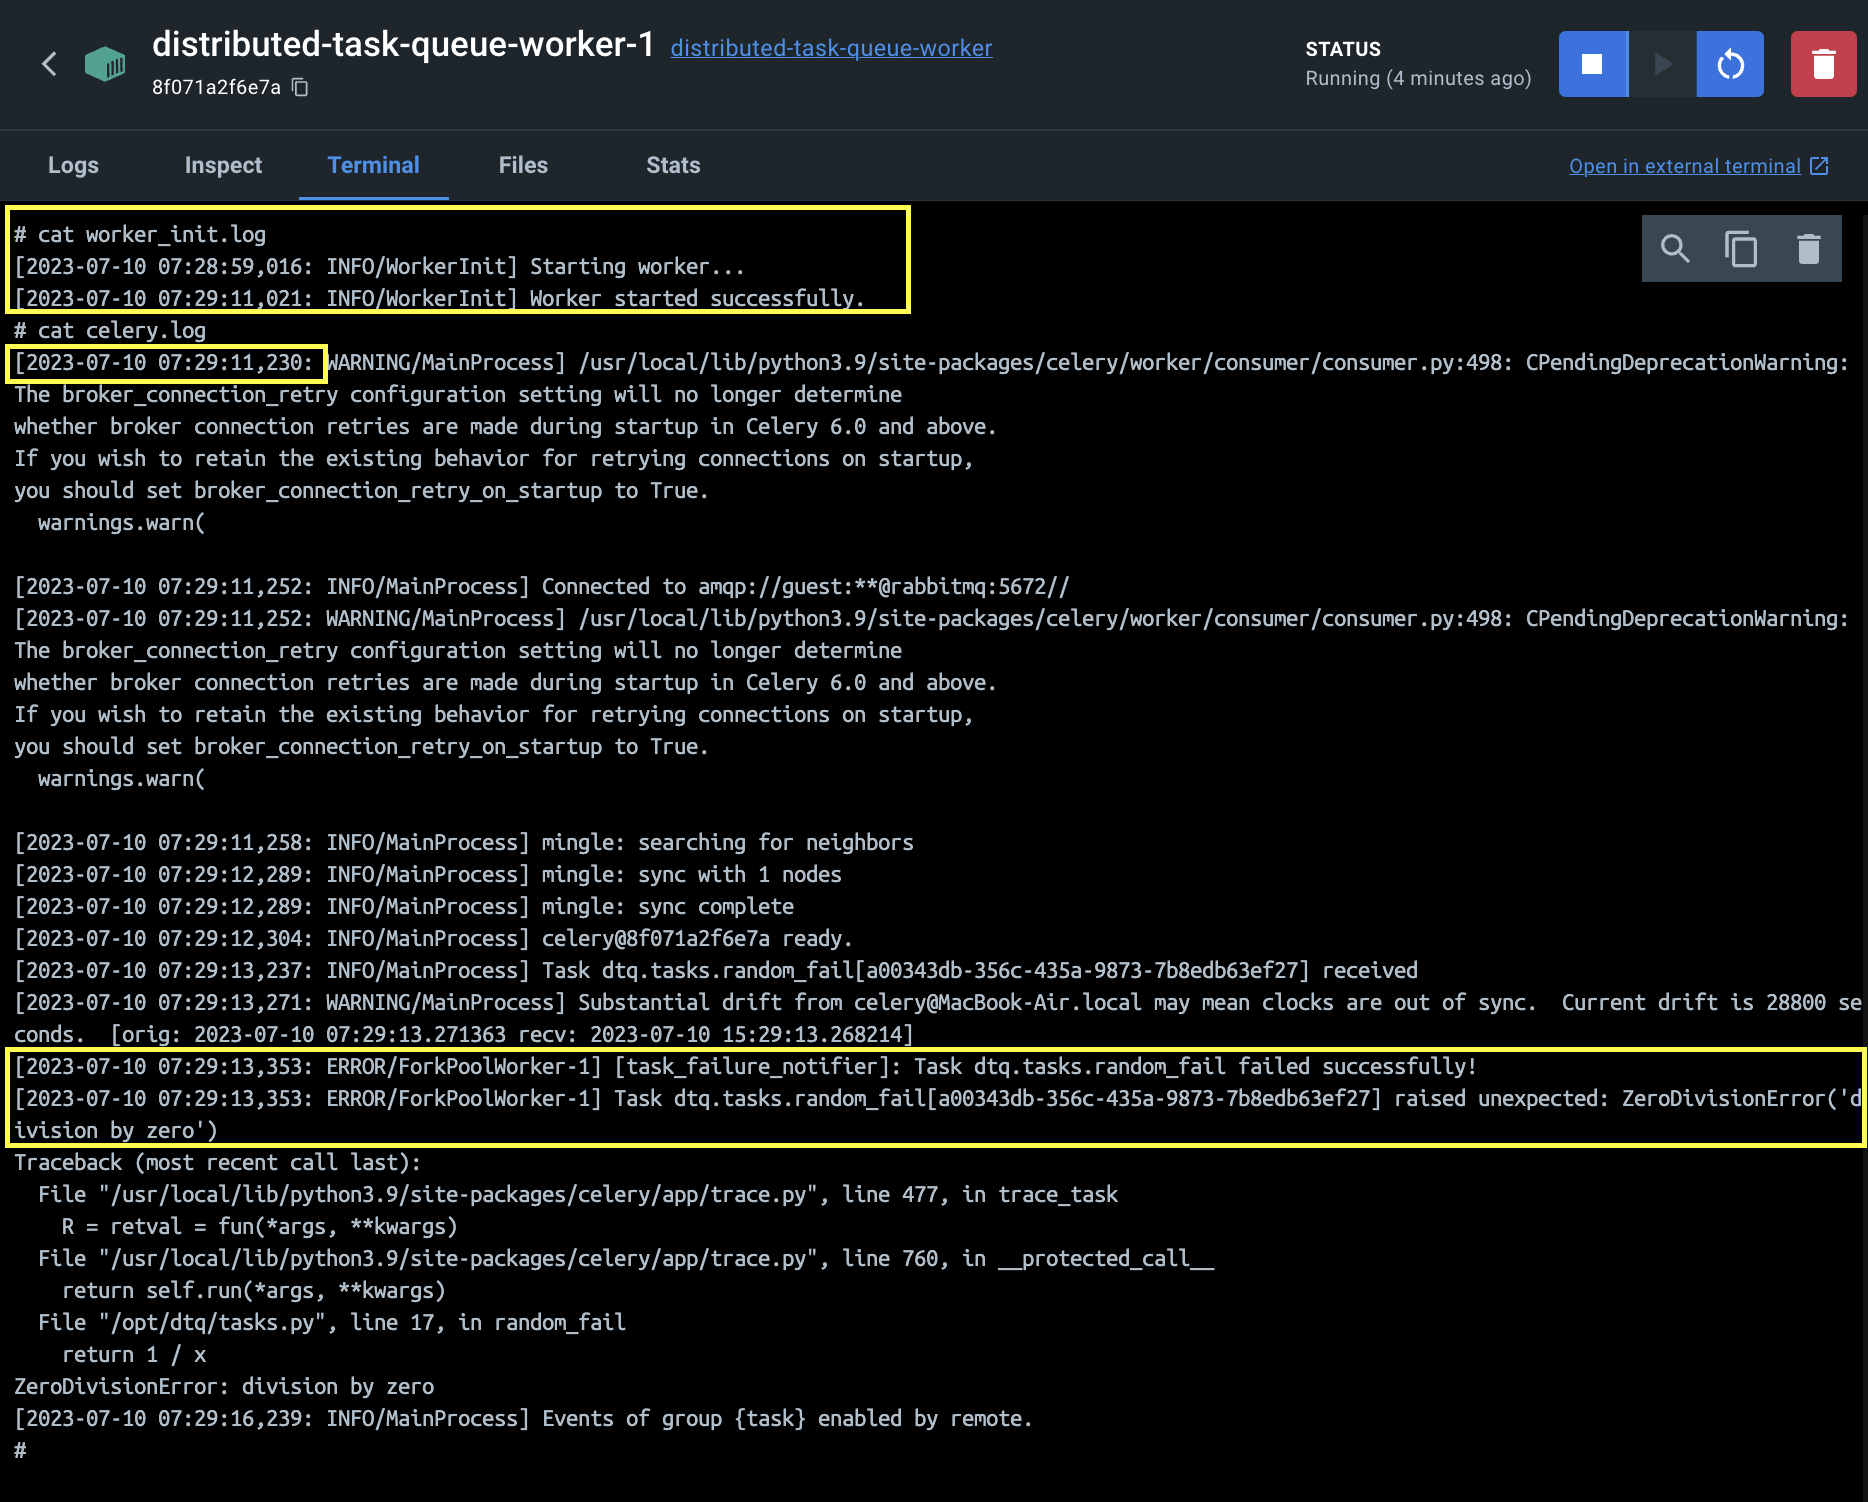 distributed-task-queue-worker-1 distributed-task-queue-worker
8f071a2f6e7a
STATUS
Running (4 minutes ago)
Logs Inspect Terminal Files Stats Open in external terminal
# cat worker_init.log
[2023-07-10 07:28:59,016: INFO/WorkerInit] Starting worker...
[2023-07-10 07:29:11,021: INFO/WorkerInit] Worker started successfully.
# cat celery.log
[2023-07-10 07:29:11,230: WARNING/MainProcess] /usr/local/lib/python3.9/site-packages/celery/worker/consumer/consumer.py:498: CPendingDeprecationWarning:
The broker_connection_retry configuration setting will no longer determine
whether broker connection retries are made during startup in Celery 6.0 and above.
If you wish to retain the existing behavior for retrying connections on startup,
you should set broker_connection_retry_on_startup to True.
  warnings.warn(
[2023-07-10 07:29:11,252: INFO/MainProcess] Connected to amqp://guest:**@rabbitmq:5672//
[2023-07-10 07:29:11,252: WARNING/MainProcess] /usr/local/lib/python3.9/site-packages/celery/worker/consumer/consumer.py:498: CPendingDeprecationWarning:
The broker_connection_retry configuration setting will no longer determine
whether broker connection retries are made during startup in Celery 6.0 and above.
If you wish to retain the existing behavior for retrying connections on startup,
you should set broker_connection_retry_on_startup to True.
  warnings.warn(
[2023-07-10 07:29:11,258: INFO/MainProcess] mingle: searching for neighbors
[2023-07-10 07:29:12,289: INFO/MainProcess] mingle: sync with 1 nodes
[2023-07-10 07:29:12,289: INFO/MainProcess] mingle: sync complete
[2023-07-10 07:29:12,304: INFO/MainProcess] celery@8f071a2f6e7a ready.
[2023-07-10 07:29:13,237: INFO/MainProcess] Task dtq.tasks.random_fail[a00343db-356c-435a-9873-7b8edb63ef27] received
[2023-07-10 07:29:13,271: WARNING/MainProcess] Substantial drift from celery@MacBook-Air.local may mean clocks are out of sync.  Current drift is 28800 se
conds.  [orig: 2023-07-10 07:29:13.271363 recv: 2023-07-10 15:29:13.268214]
[2023-07-10 07:29:13,353: ERROR/ForkPoolWorker-1] [task_failure_notifier]: Task dtq.tasks.random_fail failed successfully!
[2023-07-10 07:29:13,353: ERROR/ForkPoolWorker-1] Task dtq.tasks.random_fail[a00343db-356c-435a-9873-7b8edb63ef27] raised unexpected: ZeroDivisionError('d
ivision by zero')
Traceback (most recent call last):
  File "/usr/local/lib/python3.9/site-packages/celery/app/trace.py", line 477, in trace_task
    R = retval = fun(*args, **kwargs)
  File "/usr/local/lib/python3.9/site-packages/celery/app/trace.py", line 760, in __protected_call__
    return self.run(*args, **kwargs)
  File "/opt/dtq/tasks.py", line 17, in random_fail
    return 1 / x
ZeroDivisionError: division by zero
[2023-07-10 07:29:16,239: INFO/MainProcess] Events of group {task} enabled by remote.
#